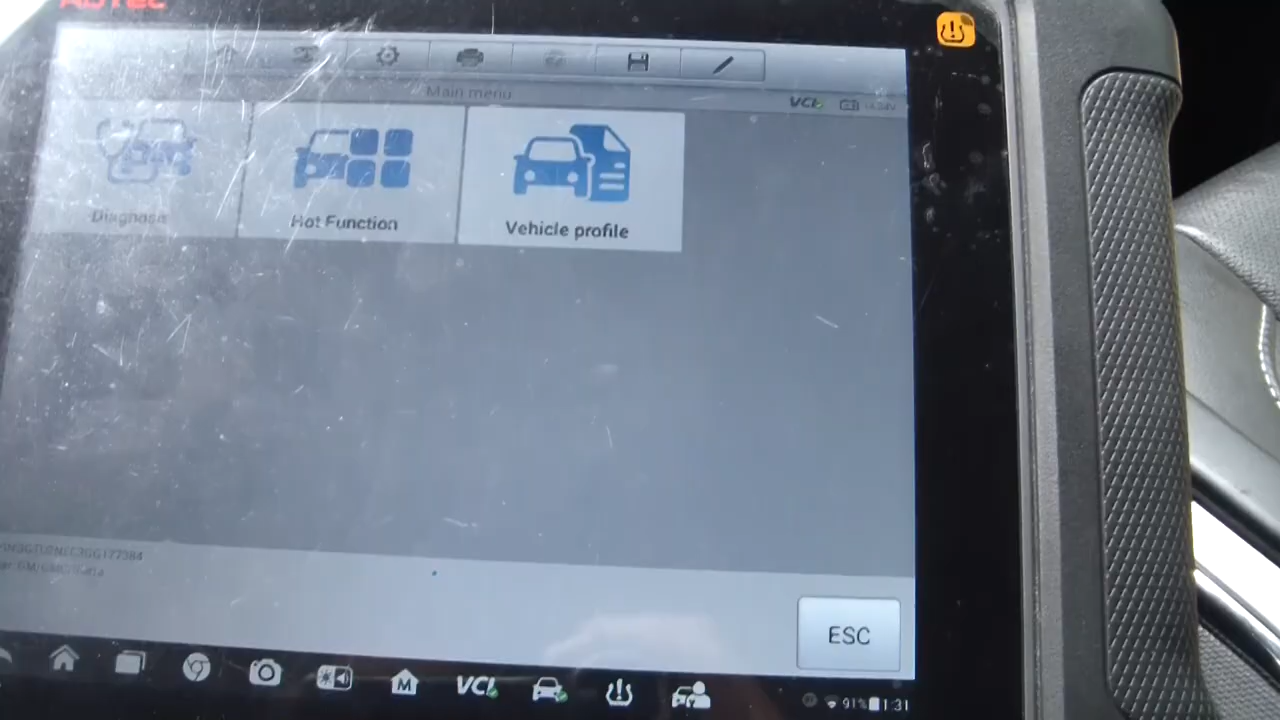 Main menu
VCI
Diagnose
Hot Function
Vehicle profile
ESC
M
VCI
91% 1:31